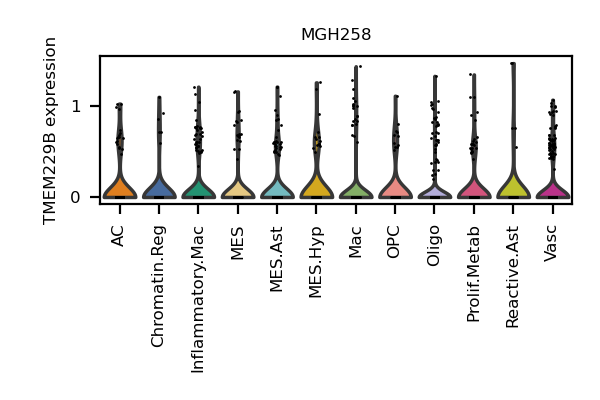 MGH258
TMEM229B expression
1
0
AC
Chromatin.Reg
Inflammatory.Mac
MES
MES.Ast
MES.Hyp
Mac
OPC
Oligo
Prolif.Metab
Reactive.Ast
Vasc